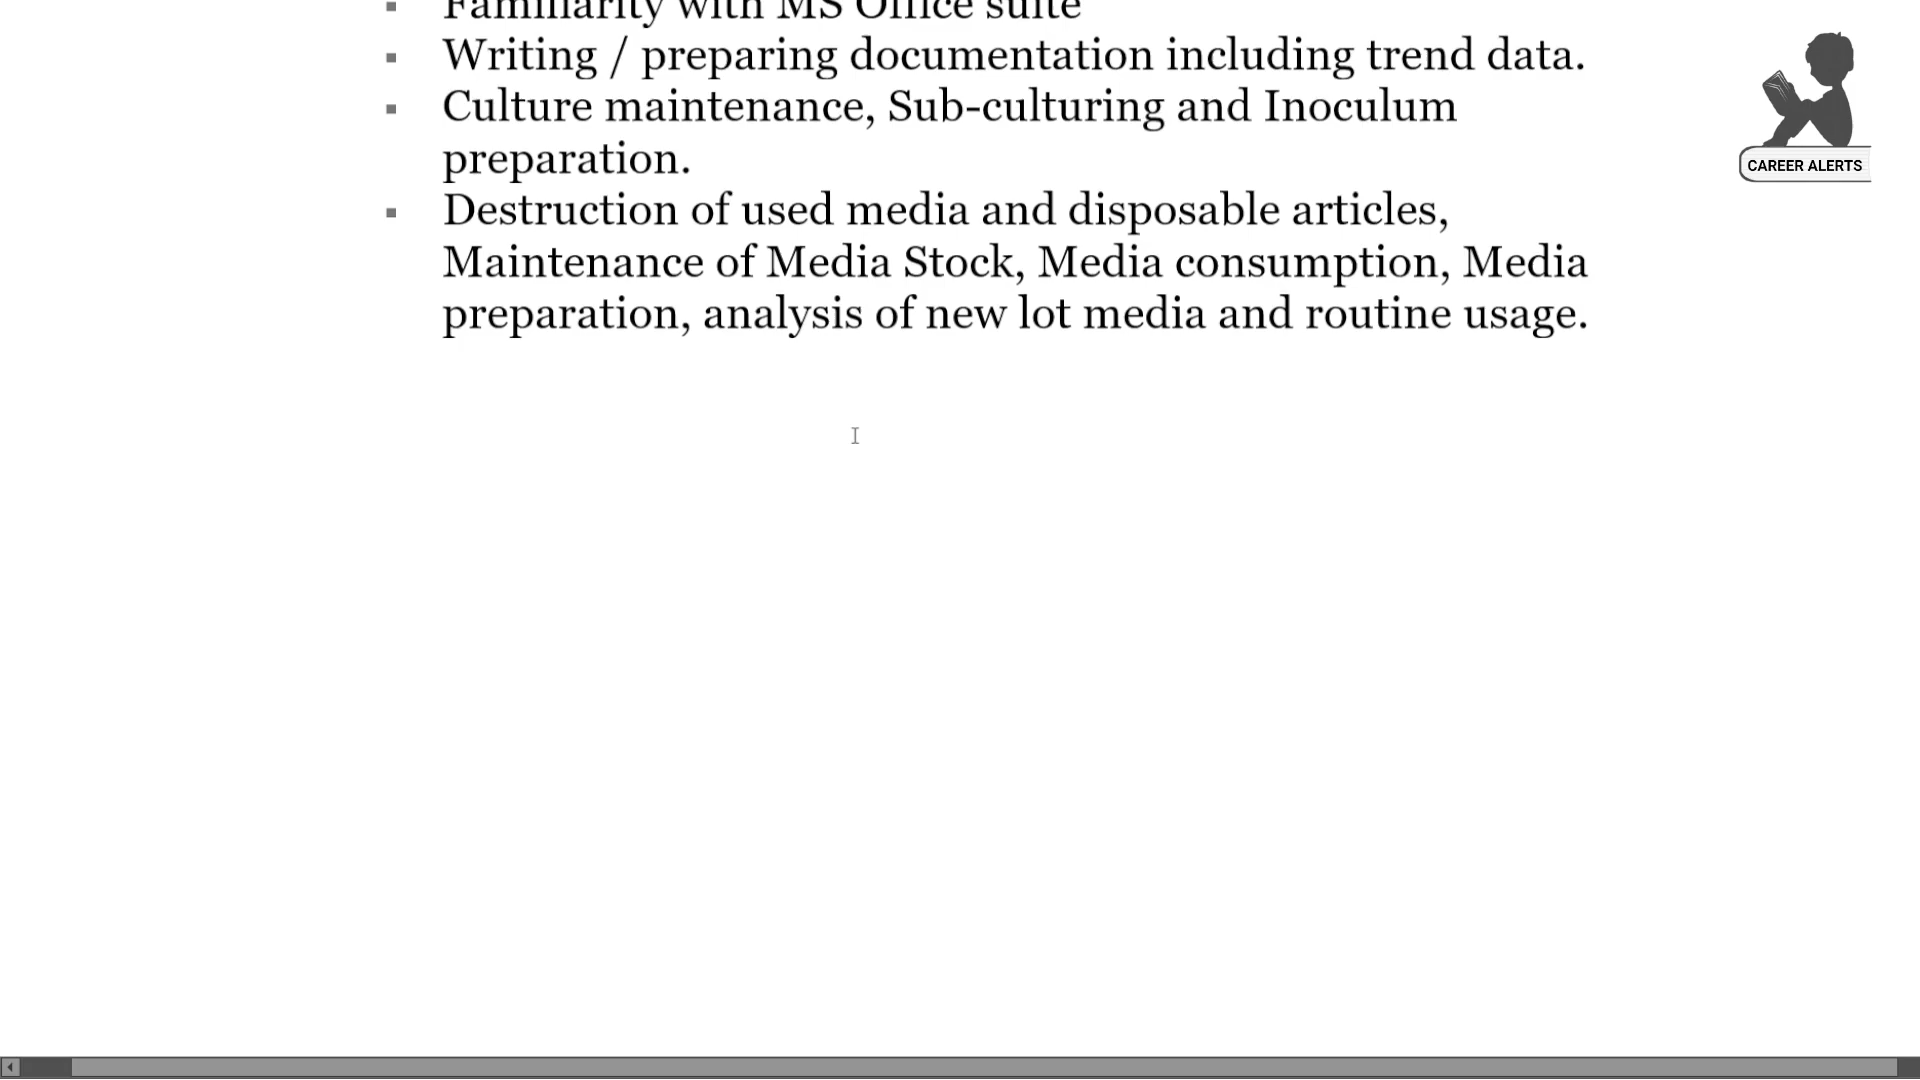 Familiarity with MS Office suite
Writing / preparing documentation including trend data.
Culture maintenance, Sub-culturing and Inoculum
preparation.
Destruction of used media and disposable articles,
Maintenance of Media Stock, Media consumption, Media
preparation, analysis of new lot media and routine usage.
CAREER ALERTS